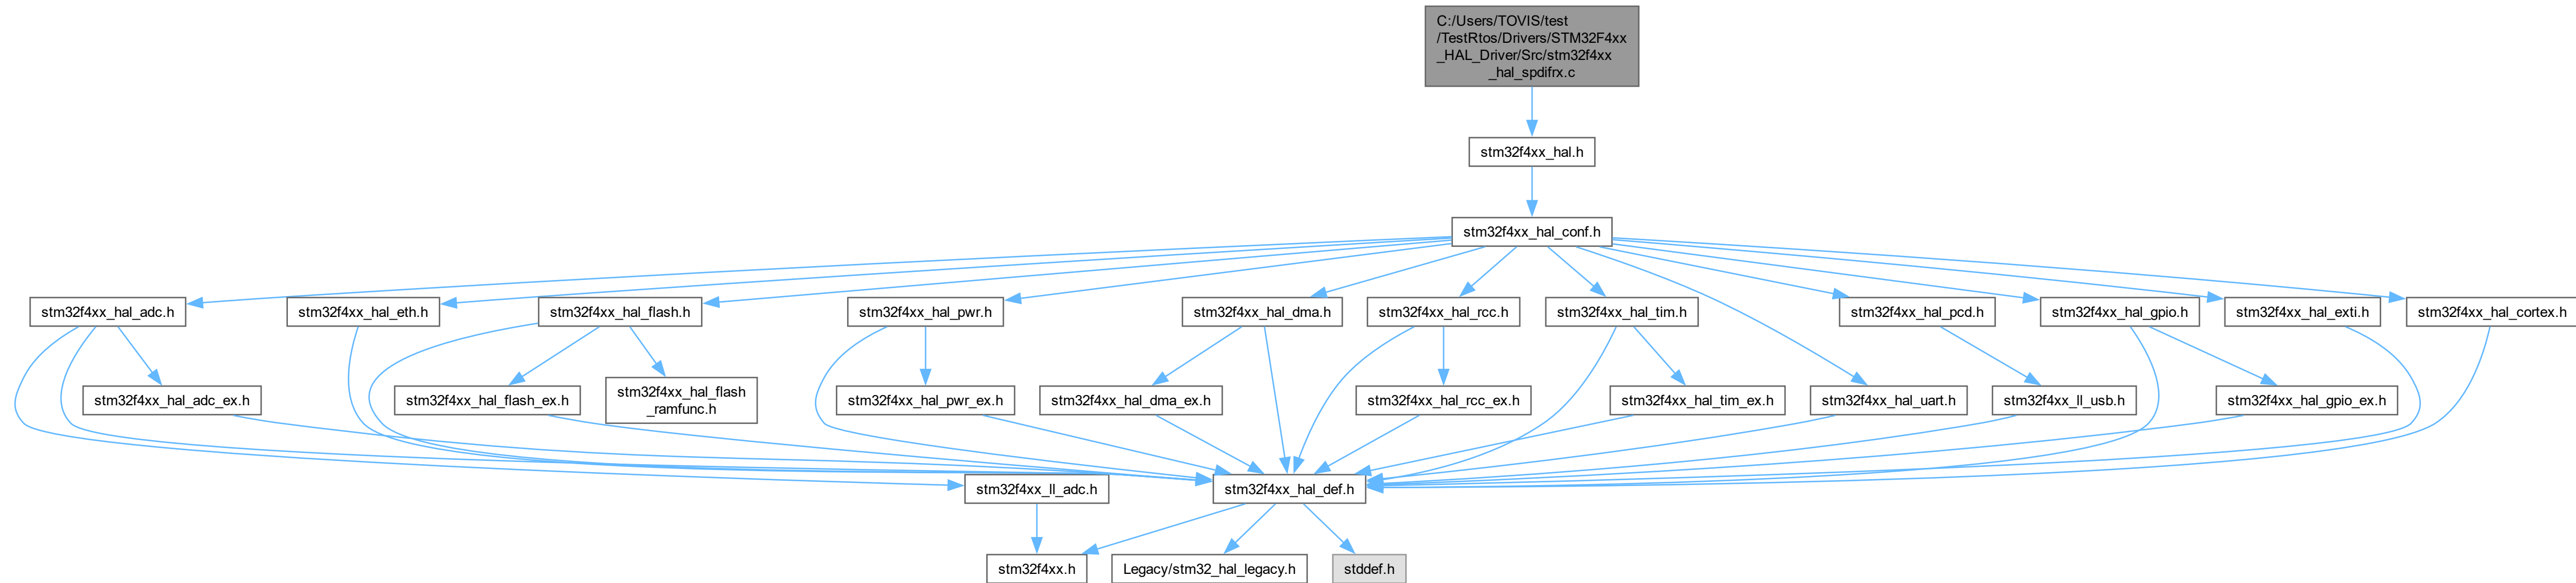 C:/Users/TOVIS/test
/TestRtos/Drivers/STM32F4xx
_HAL_Driver/Src/stm32f4xx
_hal_spdifrx.c
stm32f4xx_hal.h
stm32f4xx_hal_conf.h
stm32f4xx_hal_adc.h
stm32f4xx_hal_eth.h
stm32f4xx_hal_flash.h
stm32f4xx_hal_pwr.h
stm32f4xx_hal_dma.h
stm32f4xx_hal_rcc.h
stm32f4xx_hal_tim.h
stm32f4xx_hal_pcd.h
stm32f4xx_hal_gpio.h
stm32f4xx_hal_exti.h
stm32f4xx_hal_cortex.h
stm32f4xx_hal_adc_ex.h
stm32f4xx_hal_flash_ex.h
stm32f4xx_hal_flash
_ramfunc.h
stm32f4xx_hal_pwr_ex.h
stm32f4xx_hal_dma_ex.h
stm32f4xx_hal_rcc_ex.h
stm32f4xx_hal_tim_ex.h
stm32f4xx_hal_uart.h
stm32f4xx_ll_usb.h
stm32f4xx_hal_gpio_ex.h
stm32f4xx_ll_adc.h
stm32f4xx_hal_def.h
stm32f4xx.h
Legacy/stm32_hal_legacy.h
stddef.h